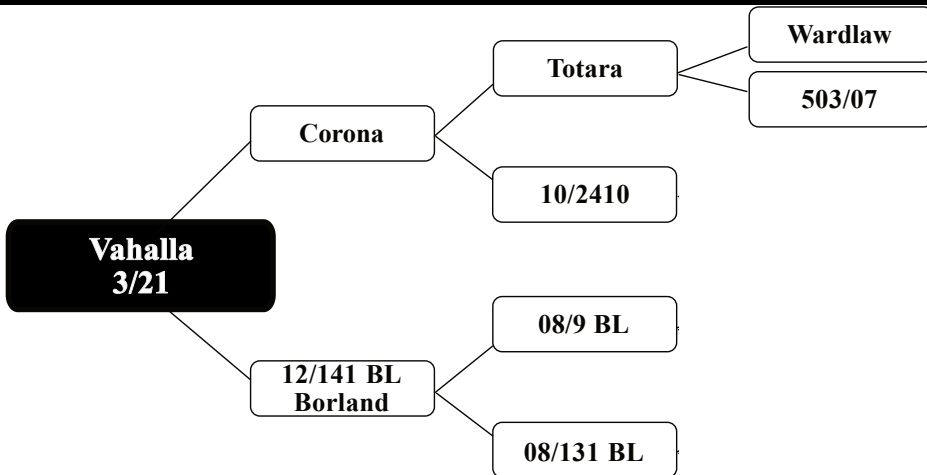 Wardlaw
Totara
503/07
Corona
10/2410
Vahalla
3/21
08/9 BL
12/141 BL
Borland
08/131 BL